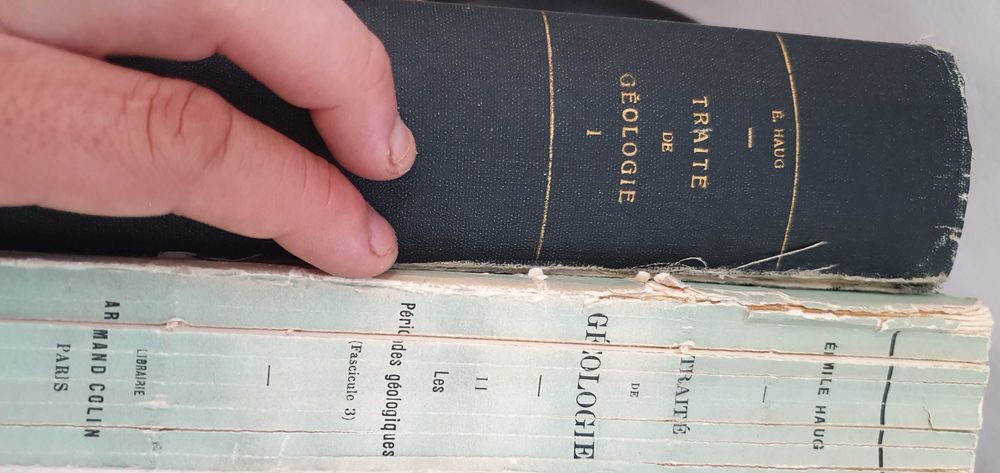 É. HAUG
TRAITÉ
DE
GÉOLOGIE
I
ÉMILE HAUG
TRAITÉ
DE
GÉOLOGIE
II
Les
Périodes géologiques
(Fascicule 3)
LIBRAIRIE
ARMAND COLIN
PARIS